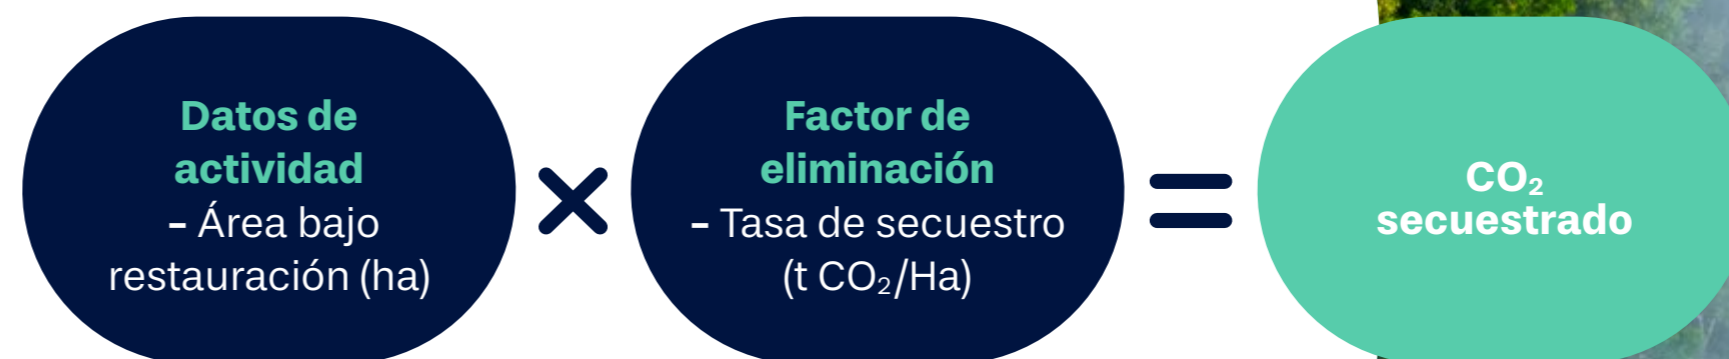 Datos de
actividad
- Área bajo
restauración (ha)
×
Factor de
eliminación
- Tasa de secuestro
(t CO₂/Ha)
=
CO₂
secuestrado